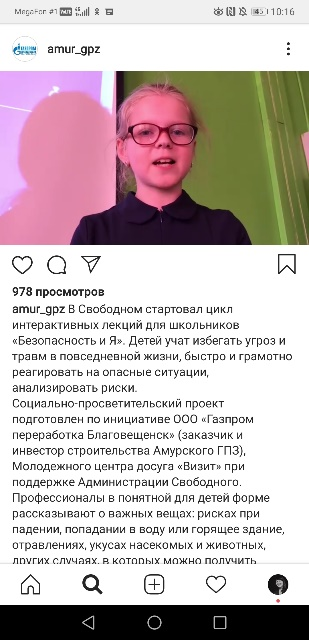 MegaFon #1
45
10:16
amur_gpz
978 просмотров
amur_gpz В Свободном стартовал цикл
интерактивных лекций для школьников
«Безопасность и Я». Детей учат избегать угроз и
травм в повседневной жизни, быстро и грамотно
реагировать на опасные ситуации,
анализировать риски.
Социально-просветительский проект
подготовлен по инициативе ООО «Газпром
переработка Благовещенск» (заказчик и
инвестор строительства Амурского ГПЗ),
Молодежного центра досуга «Визит» при
поддержке Администрации Свободного.
Профессионалы в понятной для детей форме
рассказывают о важных вещах: рисках при
падении, попадании в воду или горящее здание,
отравлениях, укусах насекомых и животных,
других случаях, в которых можно получить